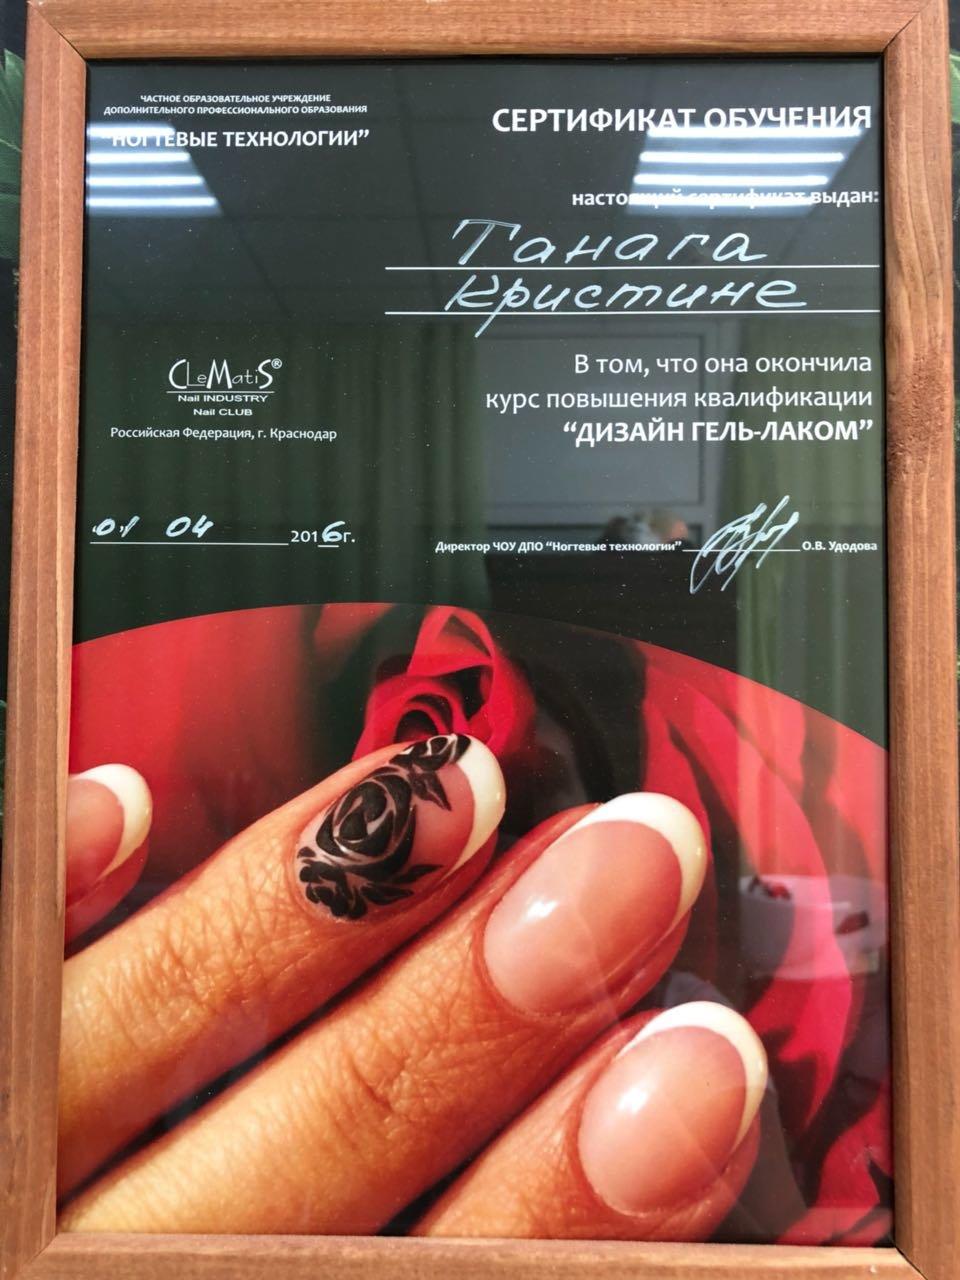 ЧАСТНОЕ ОБРАЗОВАТЕЛЬНОЕ УЧРЕЖДЕНИЕ
ДОПОЛНИТЕЛЬНОГО ПРОФЕССИОНАЛЬНОГО ОБРАЗОВАНИЯ
“НОГТЕВЫЕ ТЕХНОЛОГИИ”
СЕРТИФИКАТ ОБУЧЕНИЯ
настоящий сертификат выдан:
Танага
Кристине
В том, что она окончила
курс повышения квалификации
“ДИЗАЙН ГЕЛЬ-ЛАКОМ”
CLeMatiS®
Nail INDUSTRY
Nail CLUB
Российская Федерация, г. Краснодар
01 04 2016г.
Директор ЧОУ ДПО “Ногтевые технологии” О.В. Удодова